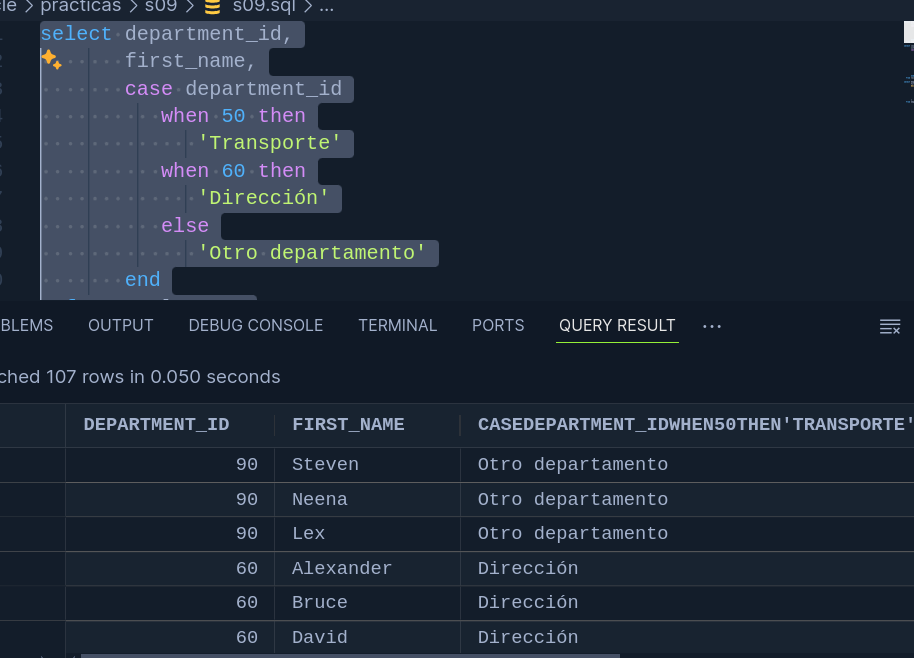 prácticas > s09 > s09.sql > ...
select department_id,
first_name,
case department_id
when 50 then
'Transporte'
when 60 then
'Dirección'
else
'Otro departamento'
end
BLEMS OUTPUT DEBUG CONSOLE TERMINAL PORTS QUERY RESULT ...
ched 107 rows in 0.050 seconds
DEPARTMENT_ID FIRST_NAME CASEDEPARTMENT_IDWHEN50THEN'TRANSPORTE'
90 Steven Otro departamento
90 Neena Otro departamento
90 Lex Otro departamento
60 Alexander Dirección
60 Bruce Dirección
60 David Dirección